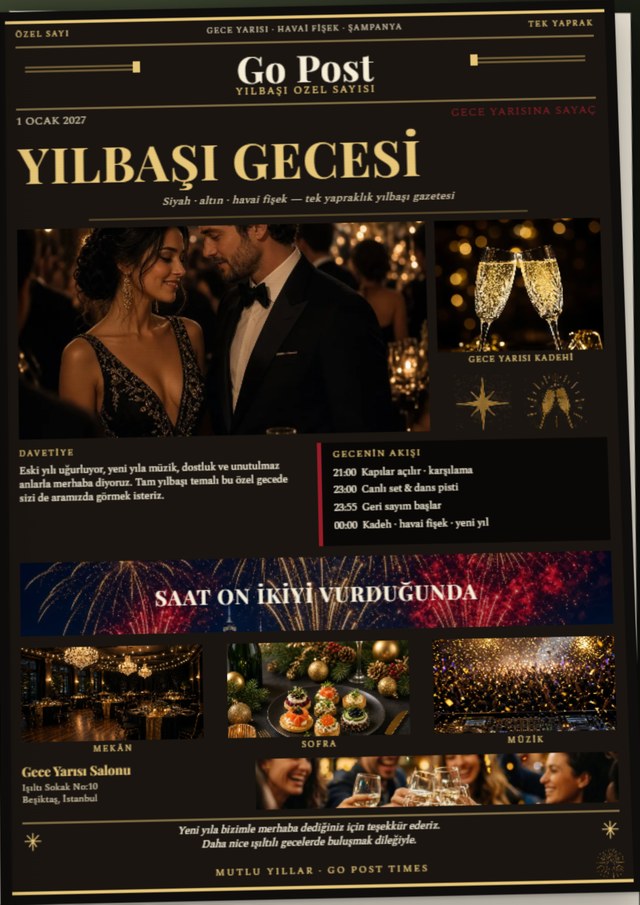 ÖZEL SAYI
GECE YARISI · HAVAİ FİŞEK · ŞAMPANYA
TEK YAPRAK
Go Post
YILBAŞI ÖZEL SAYISI
1 OCAK 2027
GECE YARISINA SAYAÇ
YILBAŞI GECESİ
Siyah · altın · havai fişek — tek yapraklık yılbaşı gazetesi
GECE YARISI KADEHİ
DAVETİYE
Eski yılı uğurluyor, yeni yıla müzik, dostluk ve unutulmaz
anlarla merhaba diyoruz. Tam yılbaşı temalı bu özel gecede
sizi de aramızda görmek isteriz.
GECENİN AKIŞI
21:00 Kapılar açılır · karşılama
23:00 Canlı set & dans pisti
23:55 Geri sayım başlar
00:00 Kadeh · havai fişek · yeni yıl
SAAT ON İKİYİ VURDUĞUNDA
MEKÂN
SOFRA
MÜZİK
Gece Yarısı Salonu
Işıltı Sokak No:10
Beşiktaş, İstanbul
Yeni yıla bizimle merhaba dediğiniz için teşekkür ederiz.
Daha nice ışıltılı gecelerde buluşmak dileğiyle.
MUTLU YILLAR · GO POST TIMES